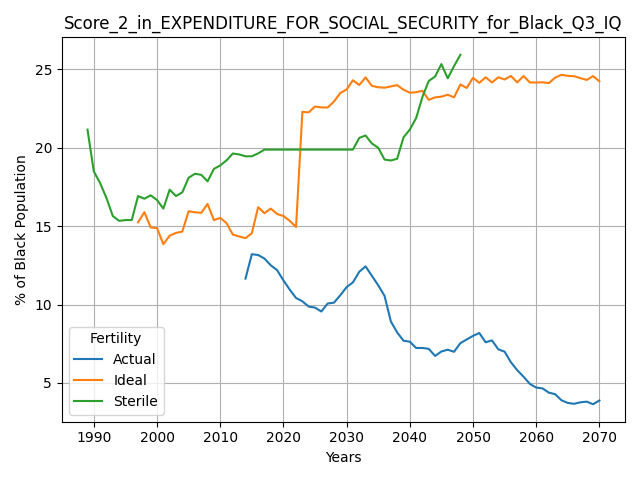 Score_2_in_EXPENDITURE_FOR_SOCIAL_SECURITY_for_Black_Q3_IQ
% of Black Population
25
20
15
10
5
Fertility
Actual
Ideal
Sterile
1990 2000 2010 2020 2030 2040 2050 2060 2070
Years